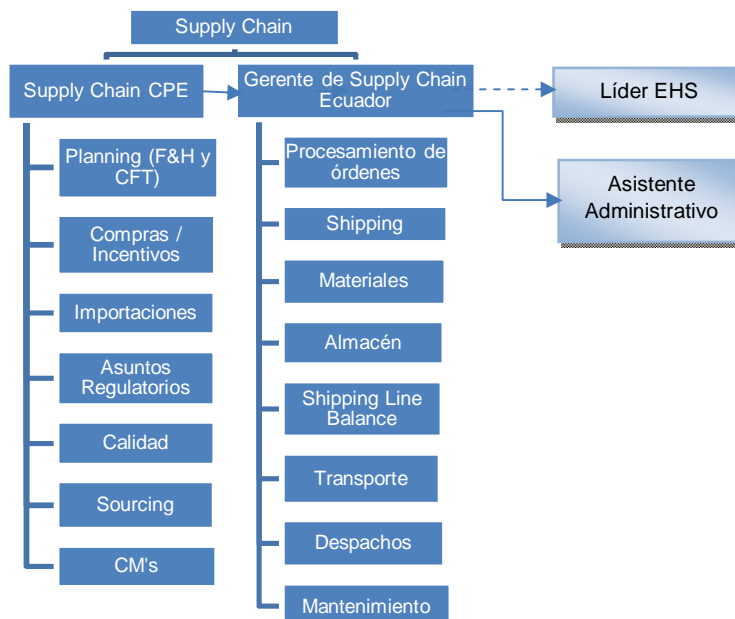 Supply Chain
Supply Chain CPE
Gerente de Supply Chain
Ecuador
Líder EHS
Asistente
Administrativo
Planning (F&H y
CFT)
Compras /
Incentivos
Importaciones
Asuntos
Regulatorios
Calidad
Sourcing
CM's
Procesamiento de
órdenes
Shipping
Materiales
Almacén
Shipping Line
Balance
Transporte
Despachos
Mantenimiento